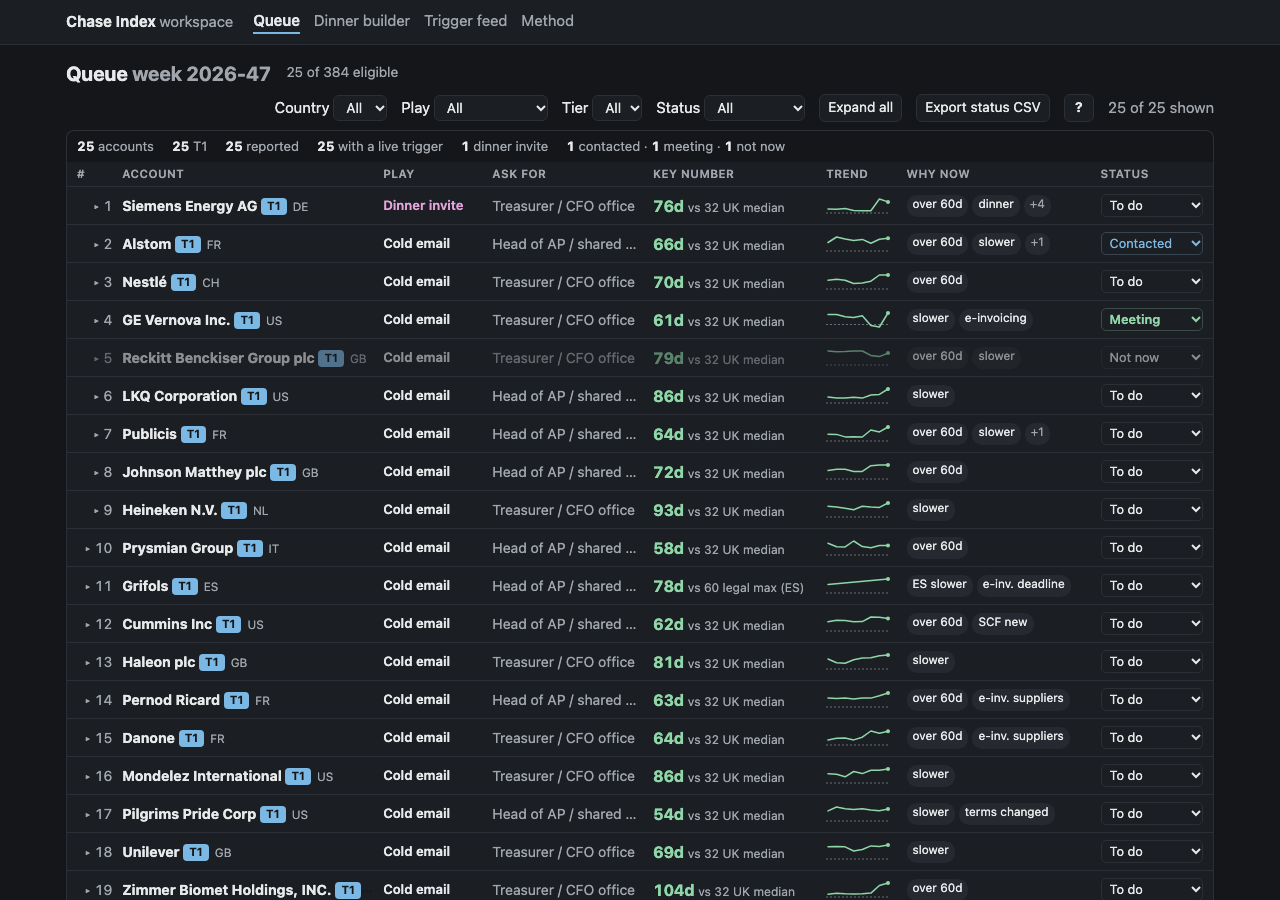 Chase Index workspace Queue Dinner builder Trigger feed Method
Queue week 2026-47 25 of 384 eligible
Country All Play All Tier All Status All Expand all Export status CSV ? 25 of 25 shown
25 accounts 25 T1 25 reported 25 with a live trigger 1 dinner invite 1 contacted · 1 meeting · 1 not now
# ACCOUNT PLAY ASK FOR KEY NUMBER TREND WHY NOW STATUS
▸ 1 Siemens Energy AG T1 DE Dinner invite Treasurer / CFO office 76d vs 32 UK median over 60d dinner +4 To do
▸ 2 Alstom T1 FR Cold email Head of AP / shared ... 66d vs 32 UK median over 60d slower +1 Contacted
▸ 3 Nestlé T1 CH Cold email Treasurer / CFO office 70d vs 32 UK median over 60d To do
▸ 4 GE Vernova Inc. T1 US Cold email Treasurer / CFO office 61d vs 32 UK median slower e-invoicing Meeting
▸ 5 Reckitt Benckiser Group plc T1 GB Cold email Treasurer / CFO office 79d vs 32 UK median over 60d slower Not now
▸ 6 LKQ Corporation T1 US Cold email Head of AP / shared ... 86d vs 32 UK median slower To do
▸ 7 Publicis T1 FR Cold email Head of AP / shared ... 64d vs 32 UK median over 60d slower +1 To do
▸ 8 Johnson Matthey plc T1 GB Cold email Head of AP / shared ... 72d vs 32 UK median over 60d To do
▸ 9 Heineken N.V. T1 NL Cold email Head of AP / shared ... 93d vs 32 UK median slower To do
▸ 10 Prysmian Group T1 IT Cold email Head of AP / shared ... 58d vs 32 UK median over 60d To do
▸ 11 Grifols T1 ES Cold email Head of AP / shared ... 78d vs 60 legal max (ES) ES slower e-inv. deadline To do
▸ 12 Cummins Inc T1 US Cold email Head of AP / shared ... 62d vs 32 UK median over 60d SCF new To do
▸ 13 Haleon plc T1 GB Cold email Treasurer / CFO office 81d vs 32 UK median slower To do
▸ 14 Pernod Ricard T1 FR Cold email Head of AP / shared ... 63d vs 32 UK median over 60d e-inv. suppliers To do
▸ 15 Danone T1 FR Cold email Treasurer / CFO office 64d vs 32 UK median over 60d e-inv. suppliers To do
▸ 16 Mondelez International T1 US Cold email Treasurer / CFO office 86d vs 32 UK median slower To do
▸ 17 Pilgrims Pride Corp T1 US Cold email Head of AP / shared ... 54d vs 32 UK median slower terms changed To do
▸ 18 Unilever T1 GB Cold email Treasurer / CFO office 69d vs 32 UK median slower To do
▸ 19 Zimmer Biomet Holdings, INC. T1 Cold email Treasurer / CFO office 104d vs 32 UK median over 60d To do